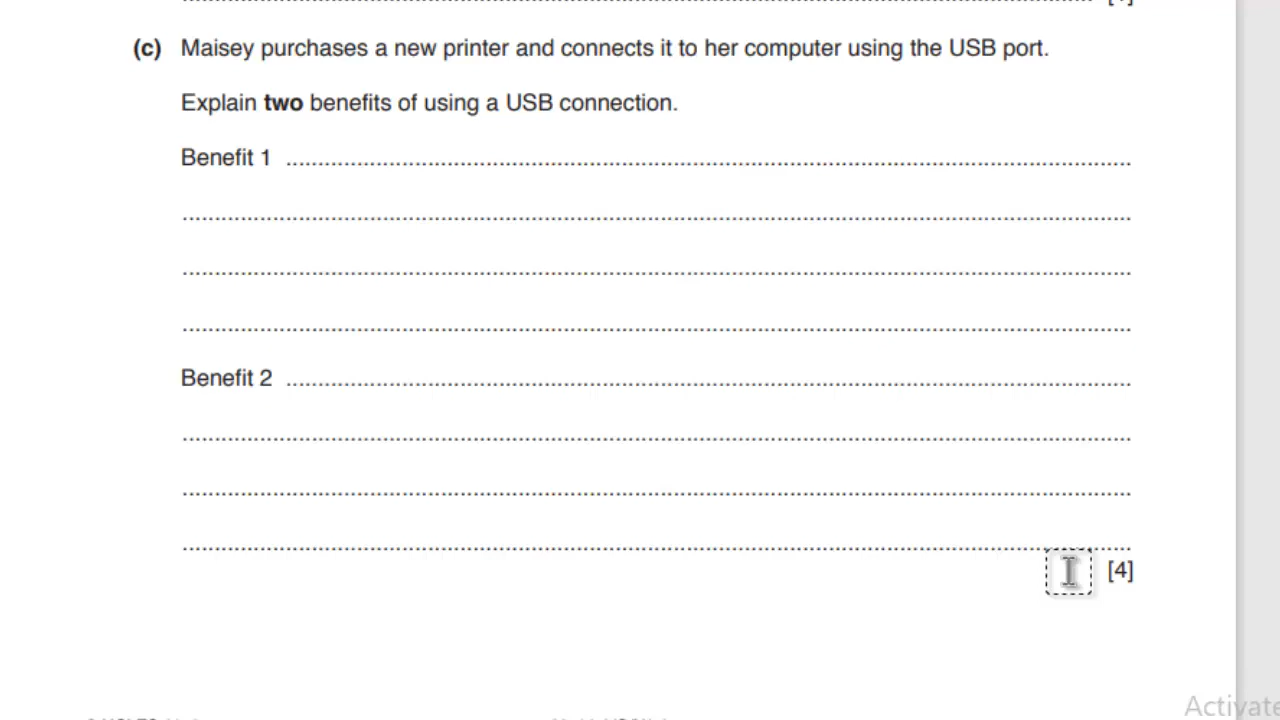 (c) Maisey purchases a new printer and connects it to her computer using the USB port.
Explain two benefits of using a USB connection.
Benefit 1 ....................................................................................................................................
....................................................................................................................................................
....................................................................................................................................................
....................................................................................................................................................
Benefit 2 ....................................................................................................................................
....................................................................................................................................................
....................................................................................................................................................
....................................................................................................................................................
[4]
Activate